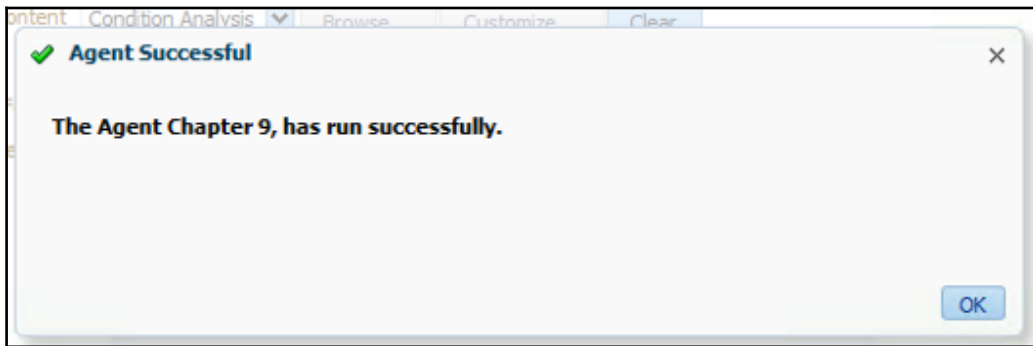 ontent Condition Analysis Browse Customize Clear
Agent Successful
The Agent Chapter 9, has run successfully.
OK